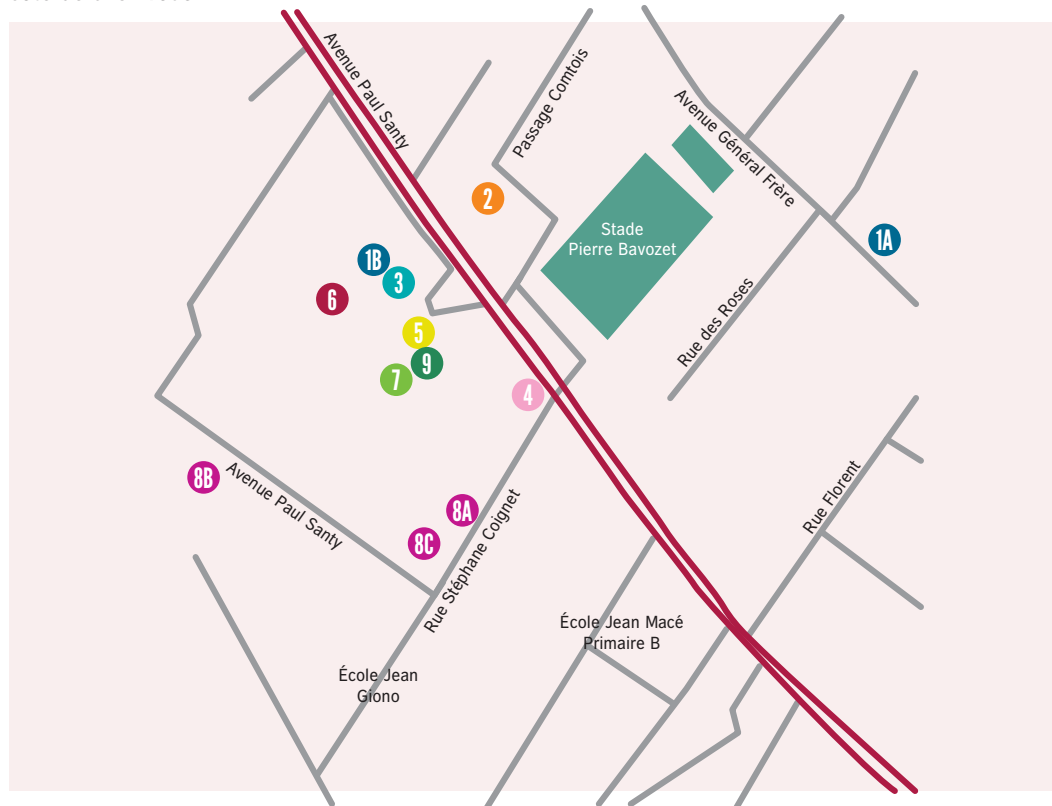 Avenue Paul Santy
Passage Comtois
Avenue Général Frère
2
Stade
Pierre Bavozet
1A
1B
3
6
Rue des Roses
5
9
7
4
8B
Avenue Paul Santy
8A
8C
Rue Stéphane Coignet
Rue Florent
École Jean Macé
Primaire B
École Jean
Giono